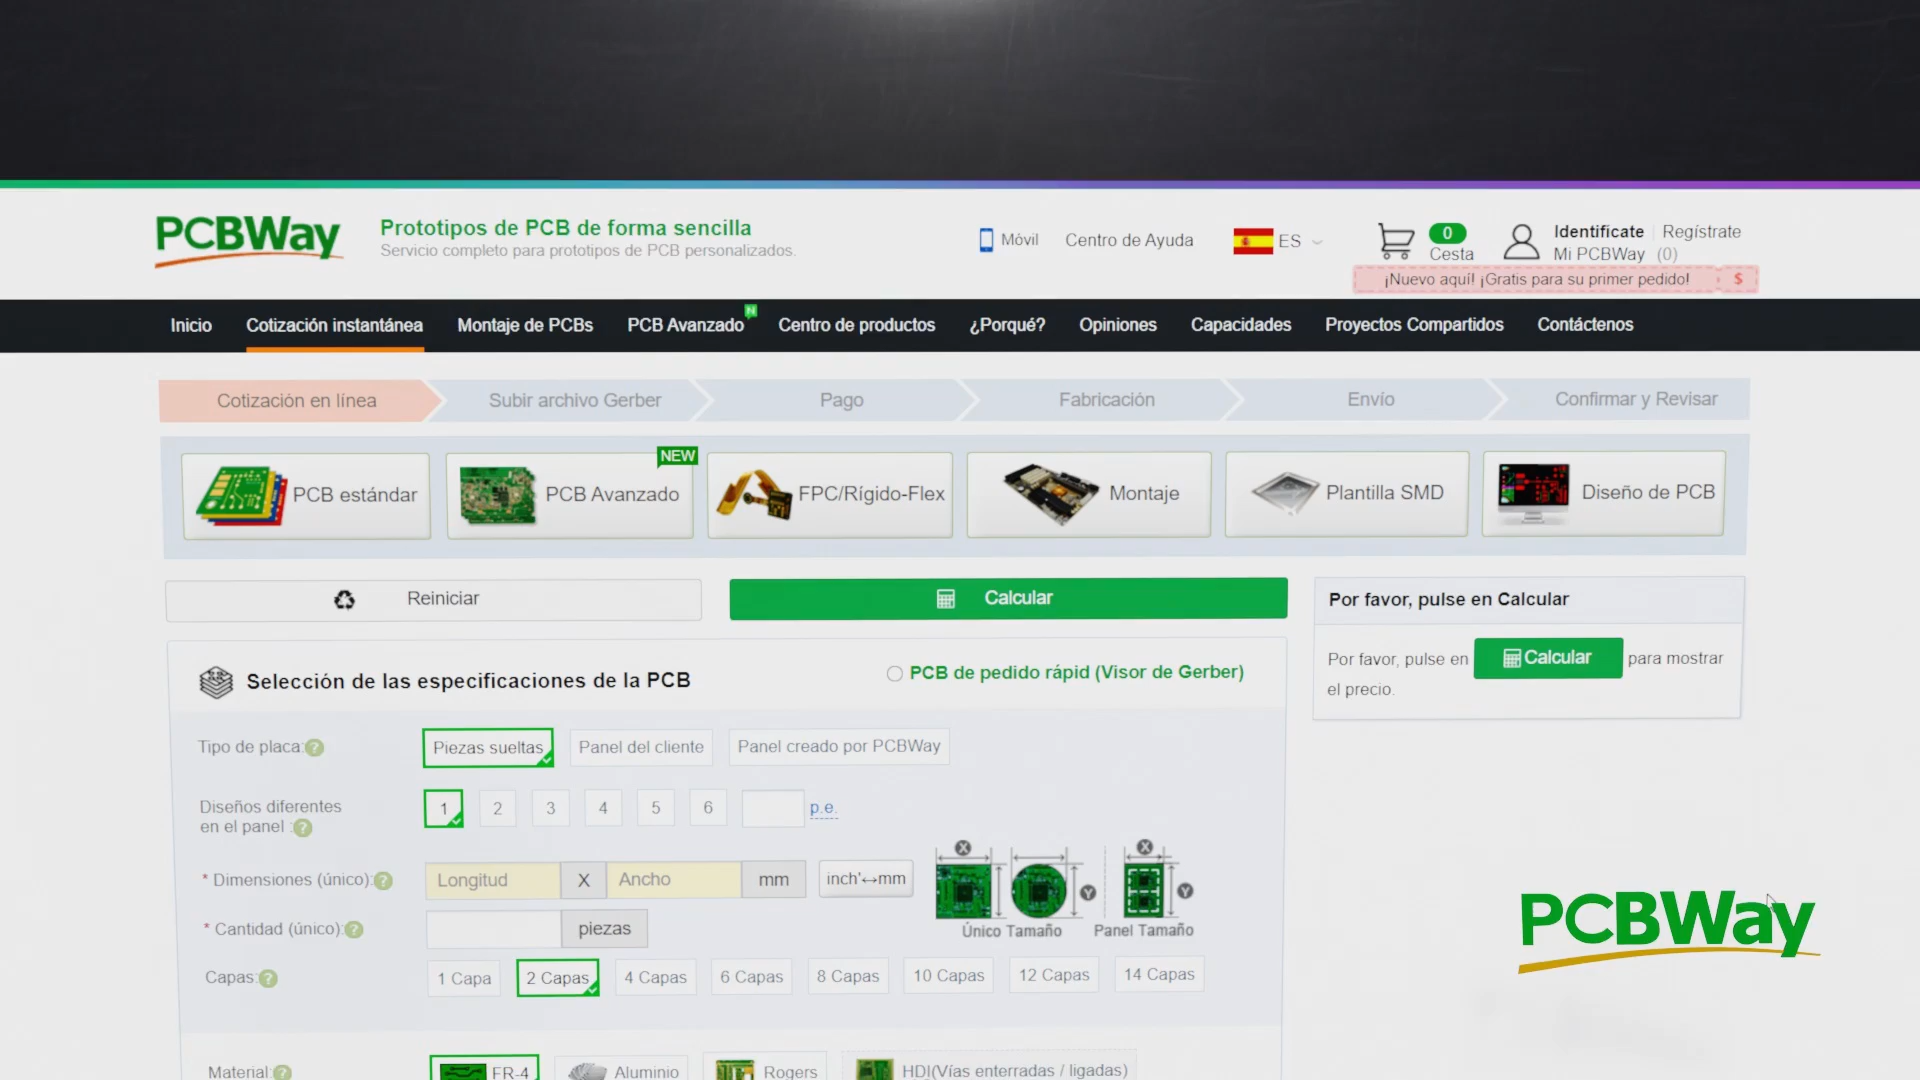 PCBWay
Prototipos de PCB de forma sencilla
Servicio completo para prototipos de PCB personalizados.
Móvil
Centro de Ayuda
ES
0
Cesta
Identificate
Regístrate
Mi PCBWay (0)
¡Nuevo aquí! ¡Gratis para su primer pedido! $
Inicio
Cotización instantánea
Montaje de PCBs
PCB Avanzado
N
Centro de productos
¿Porqué?
Opiniones
Capacidades
Proyectos Compartidos
Contáctenos
Cotización en línea
Subir archivo Gerber
Pago
Fabricación
Envío
Confirmar y Revisar
PCB estándar
NEW
PCB Avanzado
FPC/Rígido-Flex
Montaje
Plantilla SMD
Diseño de PCB
Reiniciar
Calcular
Por favor, pulse en Calcular
Por favor, pulse en Calcular para mostrar
el precio.
Selección de las especificaciones de la PCB
PCB de pedido rápid (Visor de Gerber)
Tipo de placa:?
Piezas sueltas
Panel del cliente
Panel creado por PCBWay
Diseños diferentes
en el panel :?
1 2 3 4 5 6 p.e.
* Dimensiones (único):?
Longitud X Ancho mm
inch'↔mm
X
Y
Único Tamaño
X
Y
Panel Tamaño
* Cantidad (único):?
piezas
Capas:?
1 Capa
2 Capas
4 Capas
6 Capas
8 Capas
10 Capas
12 Capas
14 Capas
PCBWay
Material:?
FR-4
Aluminio
Rogers
HDI(Vías enterradas / ligadas)